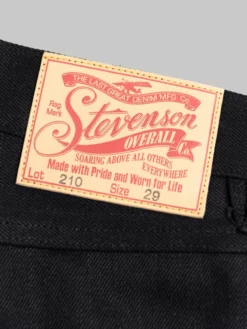 THE LAST GREAT DENIM MFG. CO.
Reg. Mark
Stevenson
OVERALL Co.
SOARING ABOVE ALL OTHERS
EVERYWHERE
Made with Pride and Worn for Life
Lot 210 Size 29